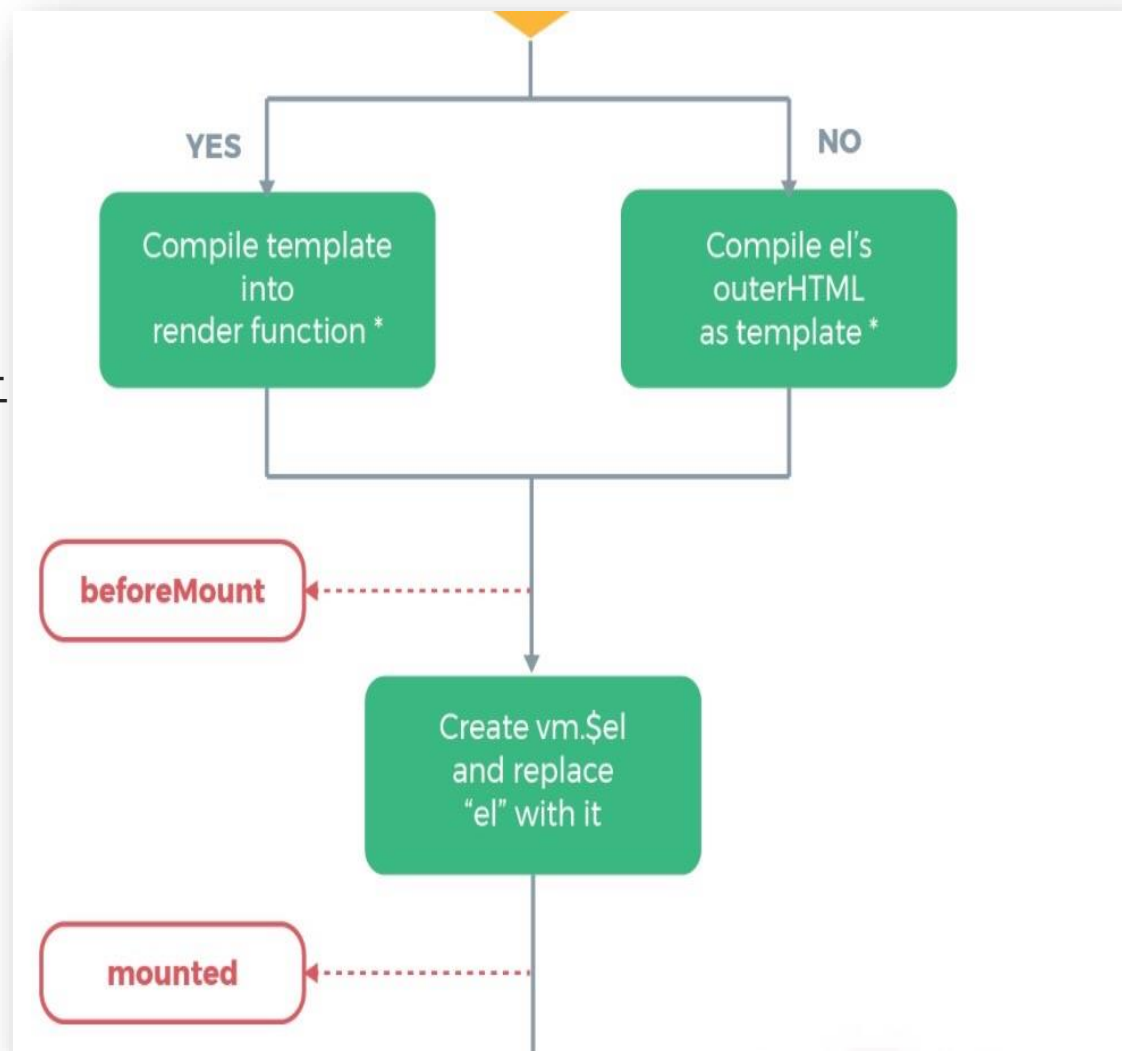 YES
NO
Compile template
into
render function *
Compile el’s
outerHTML
as template *
beforeMount
Create vm.$el
and replace
“el” with it
mounted